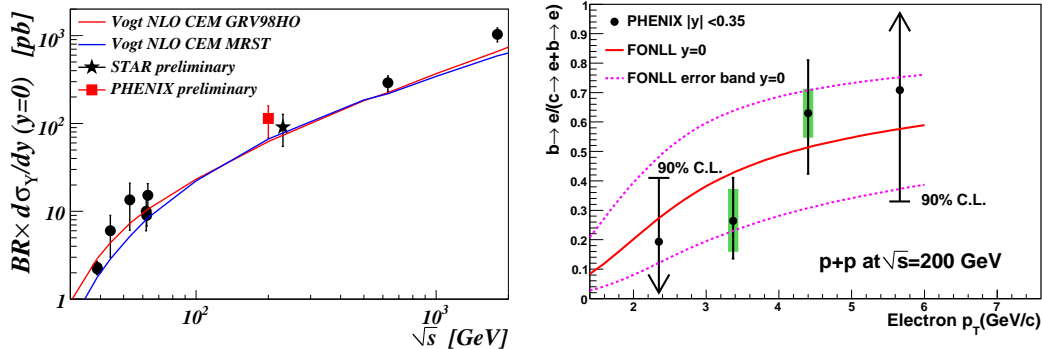 BR× dσ_Υ/dy (y=0) [pb]
10³
10²
10
1
Vogt NLO CEM GRV98HO
Vogt NLO CEM MRST
STAR preliminary
PHENIX preliminary
10² 10³
√s [GeV]
b→ e/(c→ e+b→ e)
1
0.9
0.8
0.7
0.6
0.5
0.4
0.3
0.2
0.1
0
PHENIX |y| <0.35
FONLL y=0
FONLL error band y=0
90% C.L.
90% C.L.
p+p at √s=200 GeV
2 3 4 5 6 7
Electron p_T(GeV/c)